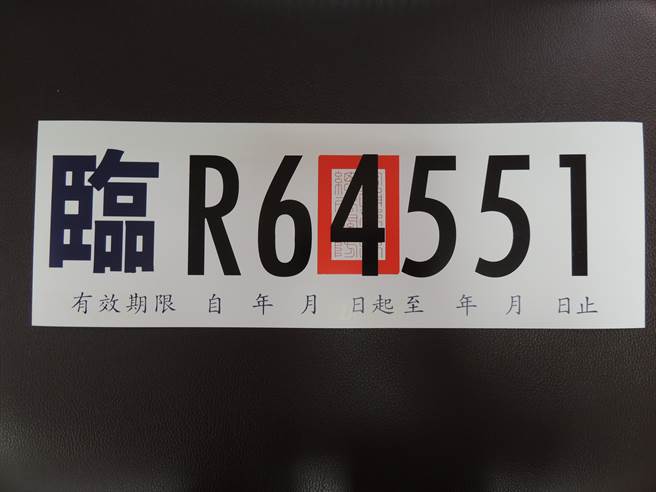 臨 R64551
有效期限 自 年 月 日起至 年 月 日止